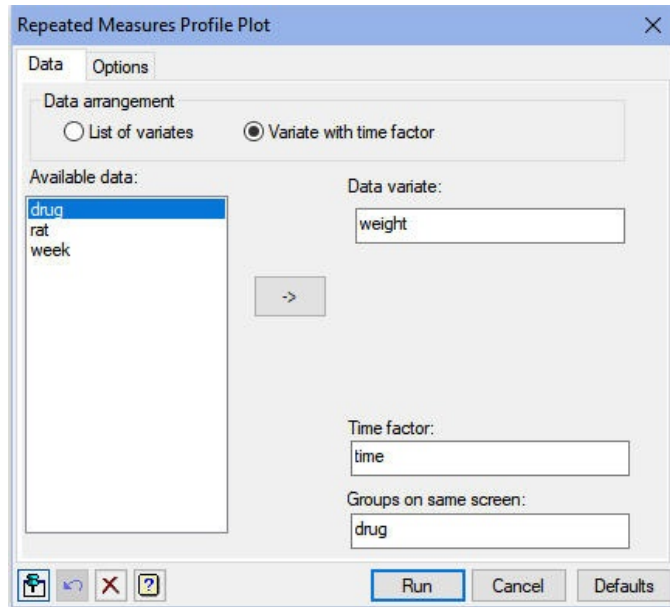 Repeated Measures Profile Plot
Data
Options
Data arrangement
List of variates
Variate with time factor
Available data:
drug
rat
week
->
Data variate:
weight
Time factor:
time
Groups on same screen:
drug
?
Run
Cancel
Defaults